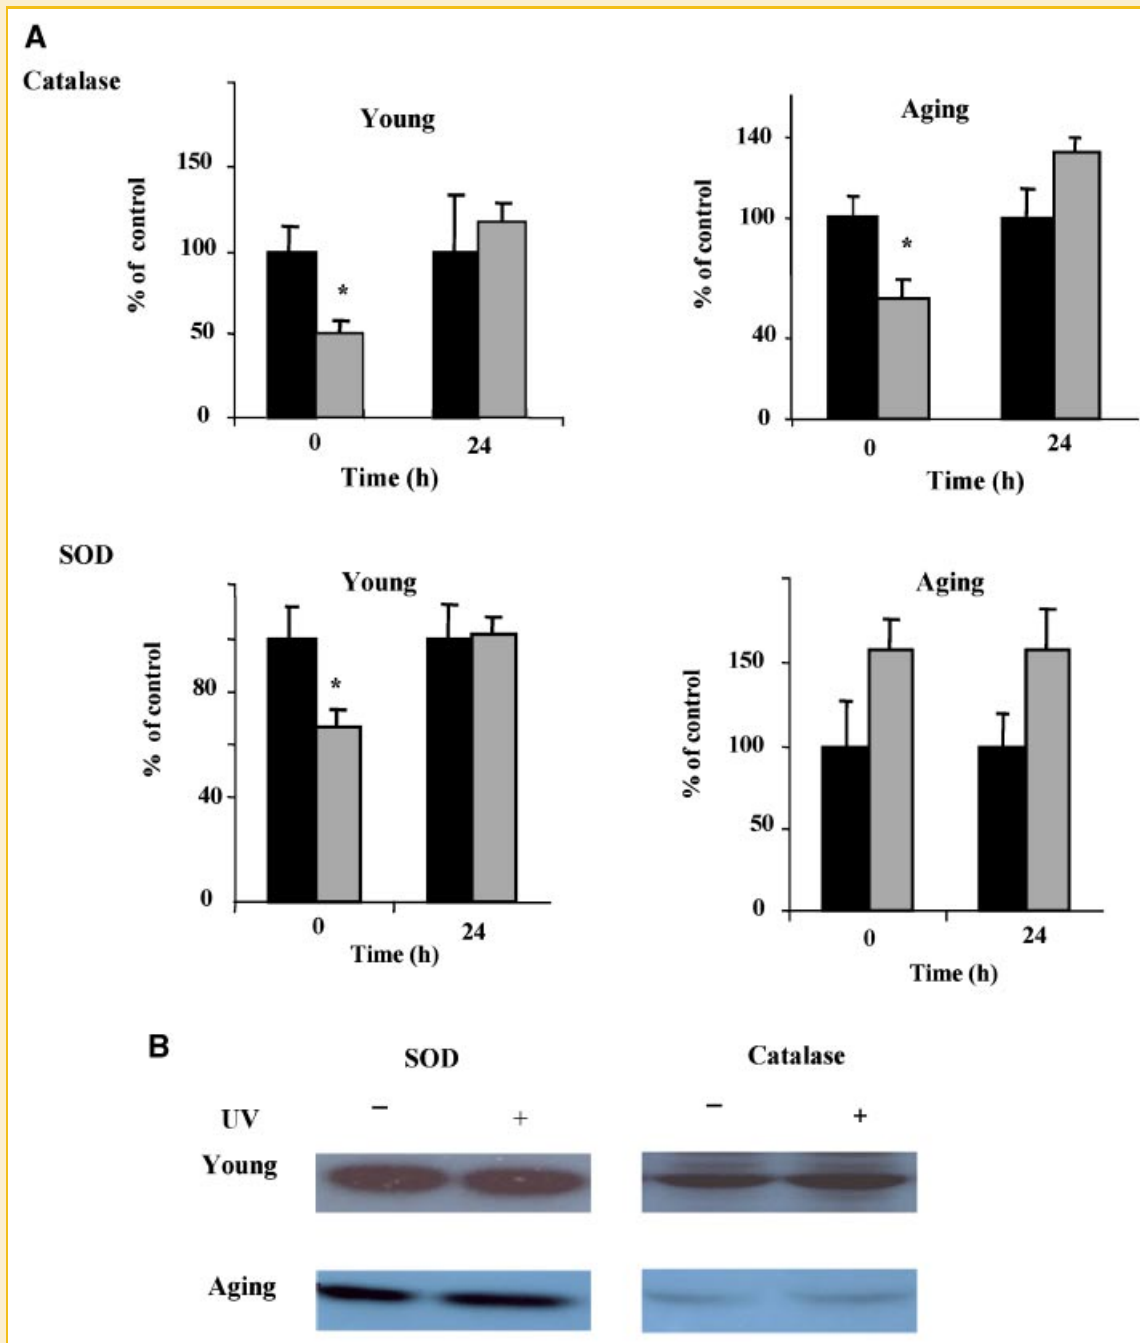 A
Catalase
Young
150
100
50
0
% of control
0 24
Time (h)
Aging
140
100
40
0
% of control
0 24
Time (h)
*
*
SOD
Young
80
40
0
% of control
0 24
Time (h)
*
Aging
150
100
50
0
% of control
0 24
Time (h)
B
SOD Catalase
UV − + − +
Young
Aging